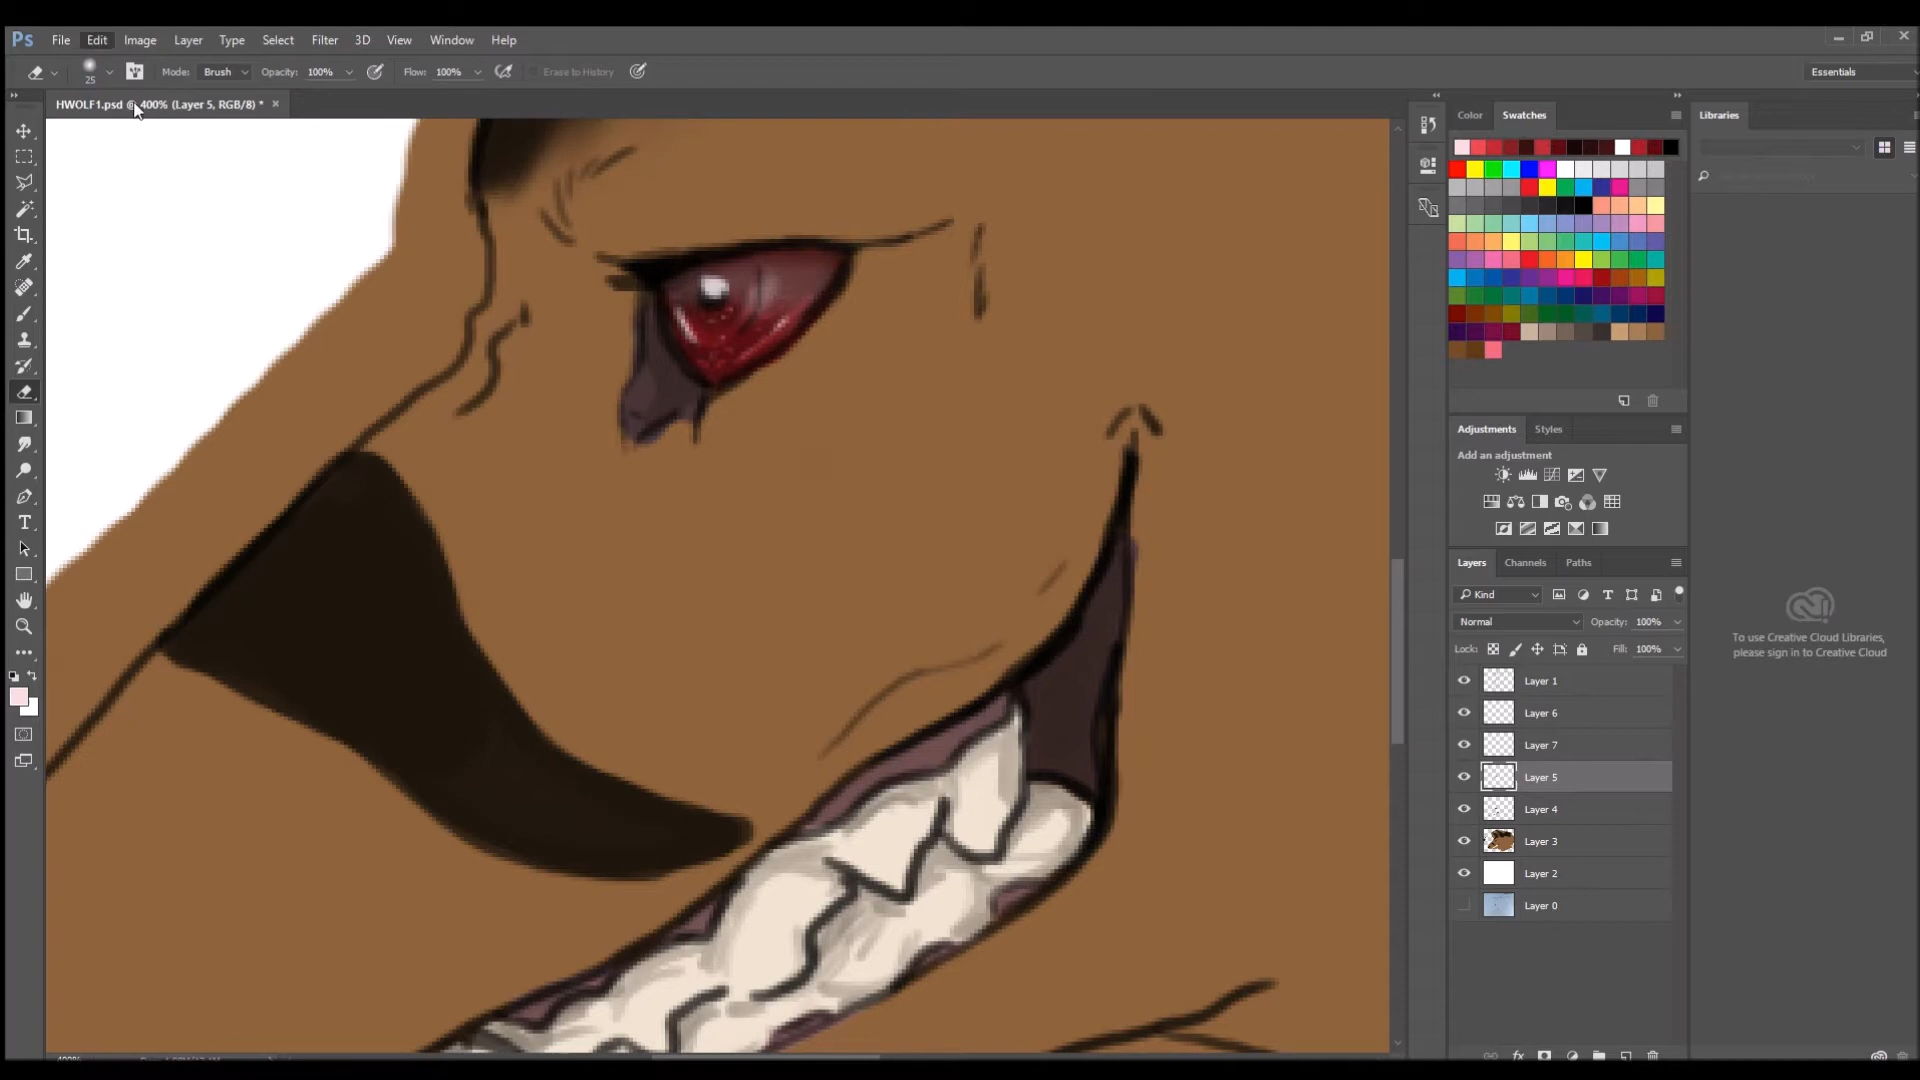 Ps File Edit Image Layer Type Select Filter 3D View Window Help
25 Mode: Brush Opacity: 100% Flow: 100% Erase to History Essentials
HWOLF1.psd @ 400% (Layer 5, RGB/8) * ×
Color Swatches Libraries
Adjustments Styles
Add an adjustment
Layers Channels Paths
Kind
Normal Opacity: 100%
Lock: Fill: 100%
To use Creative Cloud Libraries,
please sign in to Creative Cloud
Layer 1
Layer 6
Layer 7
Layer 5
Layer 4
Layer 3
Layer 2
Layer 0